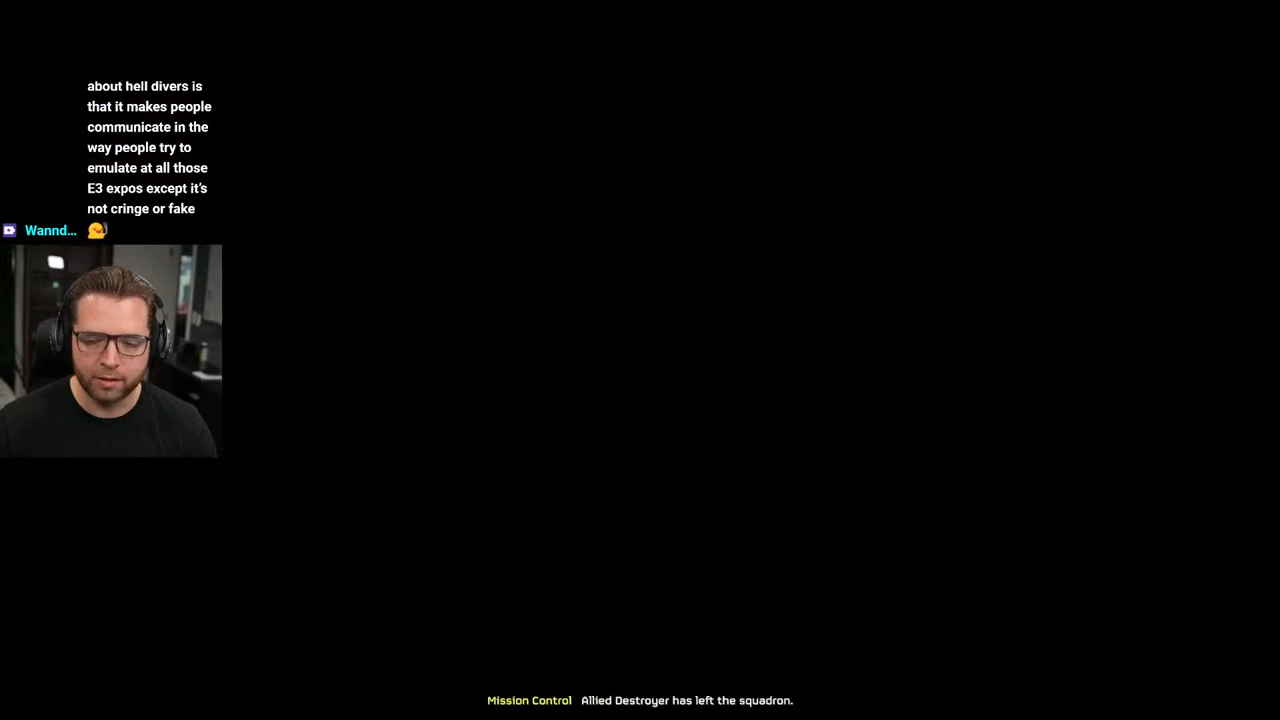 about hell divers is
that it makes people
communicate in the
way people try to
emulate at all those
E3 expos except it's
not cringe or fake
Wannd...
Mission Control Allied Destroyer has left the squadron.